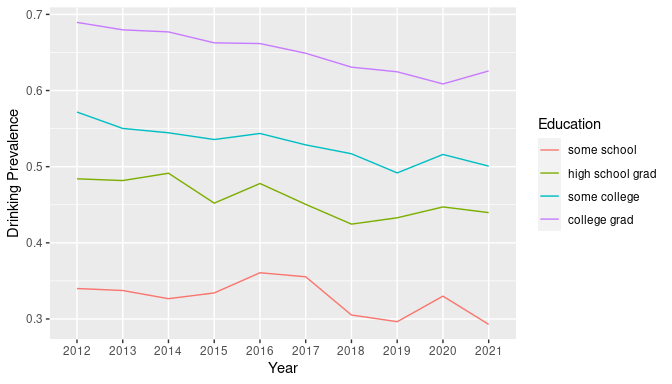 0.7
0.6
0.5
0.4
0.3
Drinking Prevalence
2012 2013 2014 2015 2016 2017 2018 2019 2020 2021
Year
Education
some school
high school grad
some college
college grad